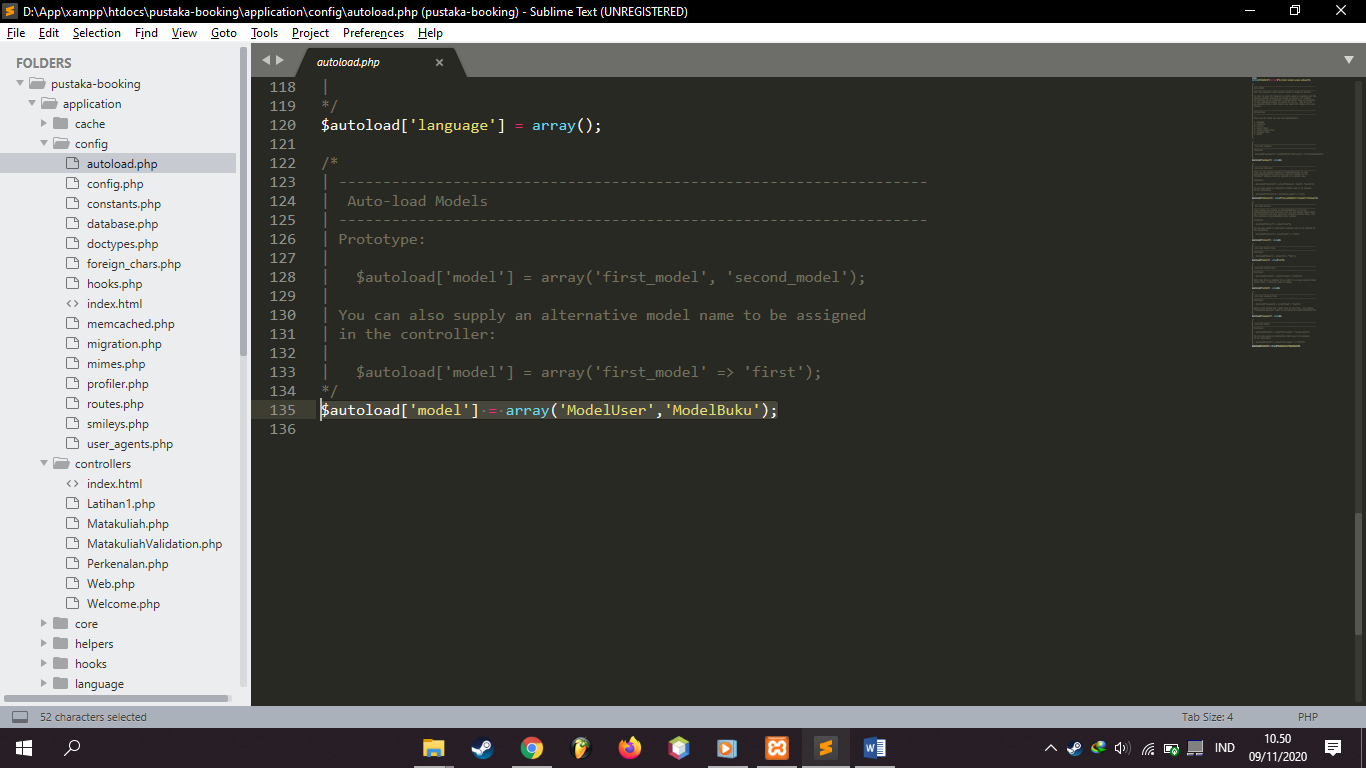 D:\App\xampp\htdocs\pustaka-booking\application\config\autoload.php (pustaka-booking) - Sublime Text (UNREGISTERED)
File Edit Selection Find View Goto Tools Project Preferences Help
FOLDERS
pustaka-booking
application
cache
config
autoload.php
config.php
constants.php
database.php
doctypes.php
foreign_chars.php
hooks.php
index.html
memcached.php
migration.php
mimes.php
profiler.php
routes.php
smileys.php
user_agents.php
controllers
index.html
Latihan1.php
Matakuliah.php
MatakuliahValidation.php
Perkenalan.php
Web.php
Welcome.php
core
helpers
hooks
language
autoload.php
118 |
119 */
120 $autoload['language'] = array();
121
122 /*
123 | -------------------------------------------------------------------
124 |  Auto-load Models
125 | -------------------------------------------------------------------
126 | Prototype:
127 |
128 |   $autoload['model'] = array('first_model', 'second_model');
129 |
130 | You can also supply an alternative model name to be assigned
131 | in the controller:
132 |
133 |   $autoload['model'] = array('first_model' => 'first');
134 */
135 $autoload['model'] = array('ModelUser','ModelBuku');
136
52 characters selected
Tab Size: 4
PHP
IND
10.50
09/11/2020